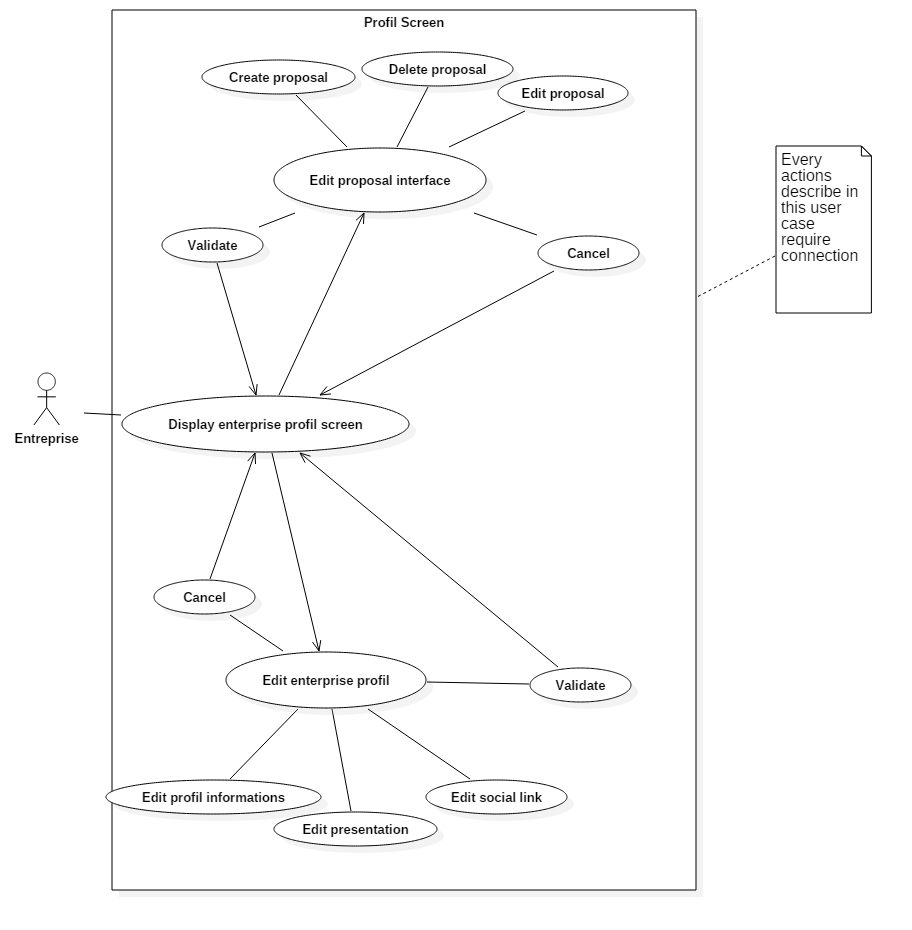 Profil Screen
Create proposal
Delete proposal
Edit proposal
Edit proposal interface
Validate
Cancel
Every
actions
describe in
this user
case
require
connection
Entreprise
Display enterprise profil screen
Cancel
Edit enterprise profil
Validate
Edit profil informations
Edit social link
Edit presentation